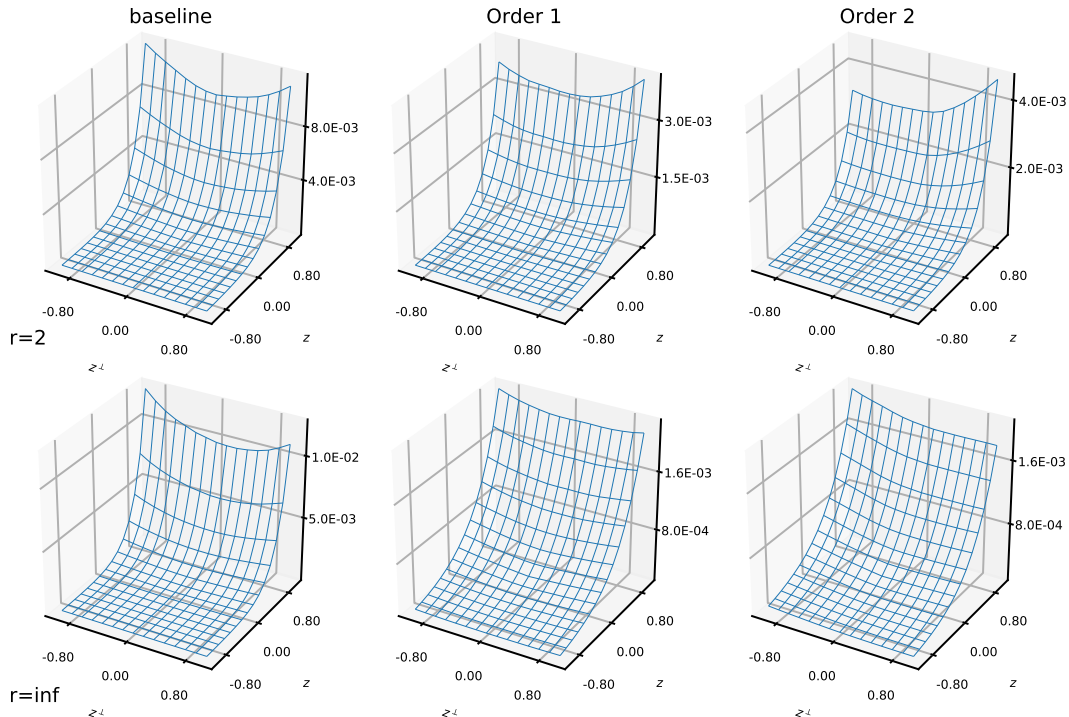 baseline Order 1 Order 2
8.0E-03 3.0E-03 4.0E-03
4.0E-03 1.5E-03 2.0E-03
0.80 0.80 0.80
-0.80 0.00 -0.80 0.00 -0.80 0.00
0.00 -0.80 z 0.00 -0.80 z 0.00 -0.80 z
r=2
0.80 0.80 0.80
z⊥ z⊥ z⊥
1.0E-02 1.6E-03 1.6E-03
5.0E-03 8.0E-04 8.0E-04
0.80 0.80 0.80
-0.80 0.00 -0.80 0.00 -0.80 0.00
0.00 -0.80 z 0.00 -0.80 z 0.00 -0.80 z
r=inf
0.80 0.80 0.80
z⊥ z⊥ z⊥